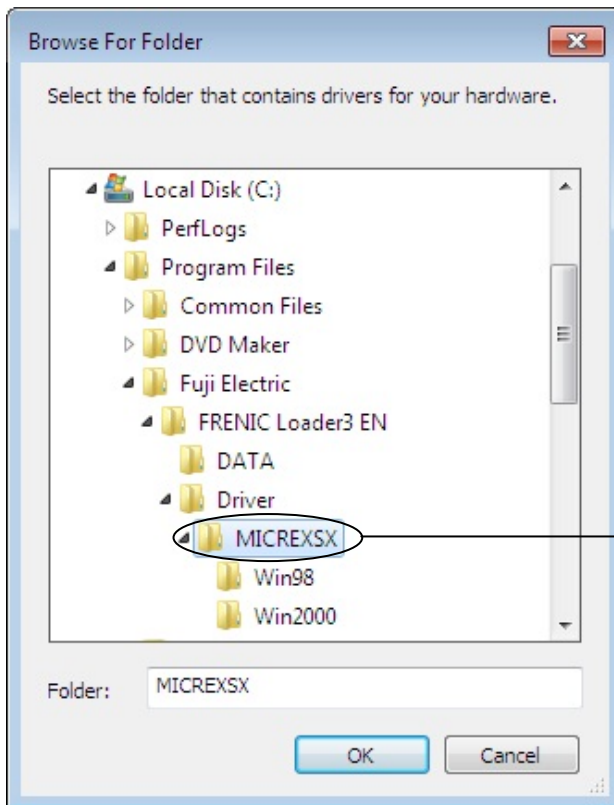 Browse For Folder
Select the folder that contains drivers for your hardware.
Local Disk (C:)
PerfLogs
Program Files
Common Files
DVD Maker
Fuji Electric
FRENIC Loader3 EN
DATA
Driver
MICREXSX
Win98
Win2000
Folder: MICREXSX
OK Cancel